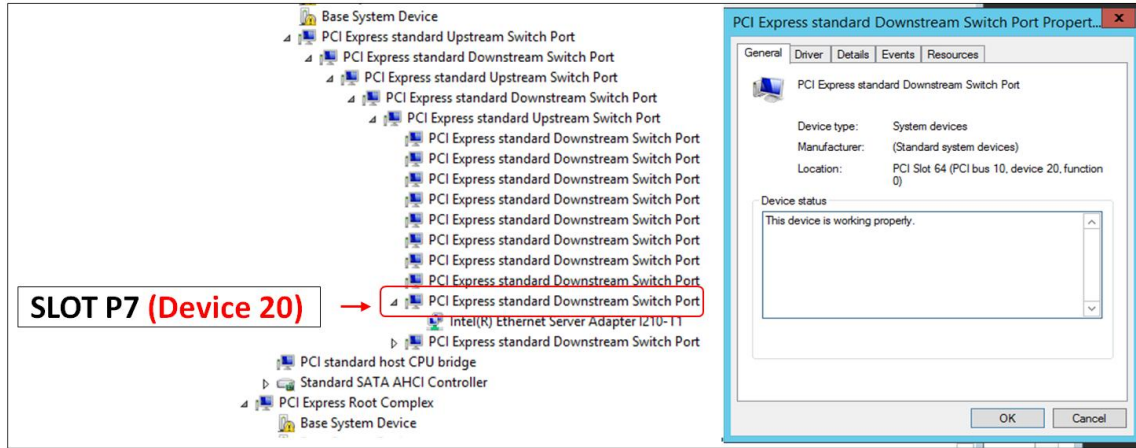 Base System Device
PCI Express standard Upstream Switch Port
PCI Express standard Downstream Switch Port
PCI Express standard Upstream Switch Port
PCI Express standard Downstream Switch Port
PCI Express standard Upstream Switch Port
PCI Express standard Downstream Switch Port
PCI Express standard Downstream Switch Port
PCI Express standard Downstream Switch Port
PCI Express standard Downstream Switch Port
PCI Express standard Downstream Switch Port
PCI Express standard Downstream Switch Port
PCI Express standard Downstream Switch Port
PCI Express standard Downstream Switch Port
SLOT P7 (Device 20)
PCI Express standard Downstream Switch Port
Intel(R) Ethernet Server Adapter I210-T1
PCI Express standard Downstream Switch Port
PCI standard host CPU bridge
Standard SATA AHCI Controller
PCI Express Root Complex
Base System Device
PCI Express standard Downstream Switch Port Propert...
x
General Driver Details Events Resources
PCI Express standard Downstream Switch Port
Device type: System devices
Manufacturer: (Standard system devices)
Location: PCI Slot 64 (PCI bus 10, device 20, function
0)
Device status
This device is working properly.
OK Cancel